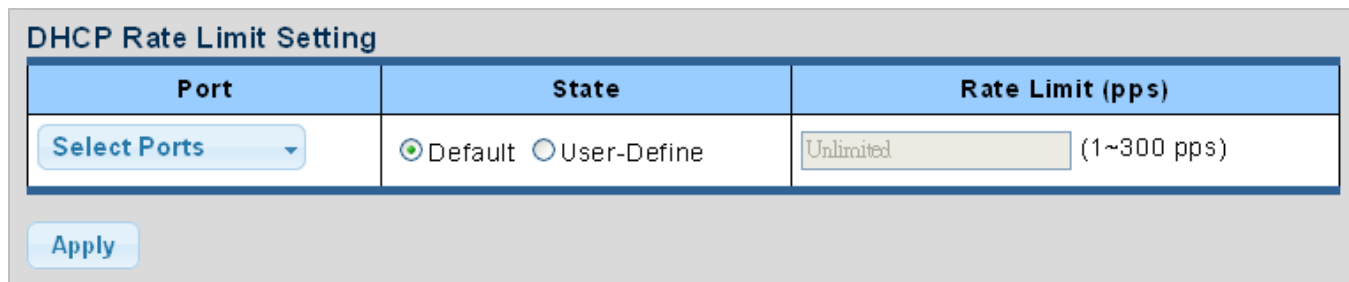 DHCP Rate Limit Setting
Port State Rate Limit (pps)
Select Ports Default User-Define Unlimited (1~300 pps)
Apply